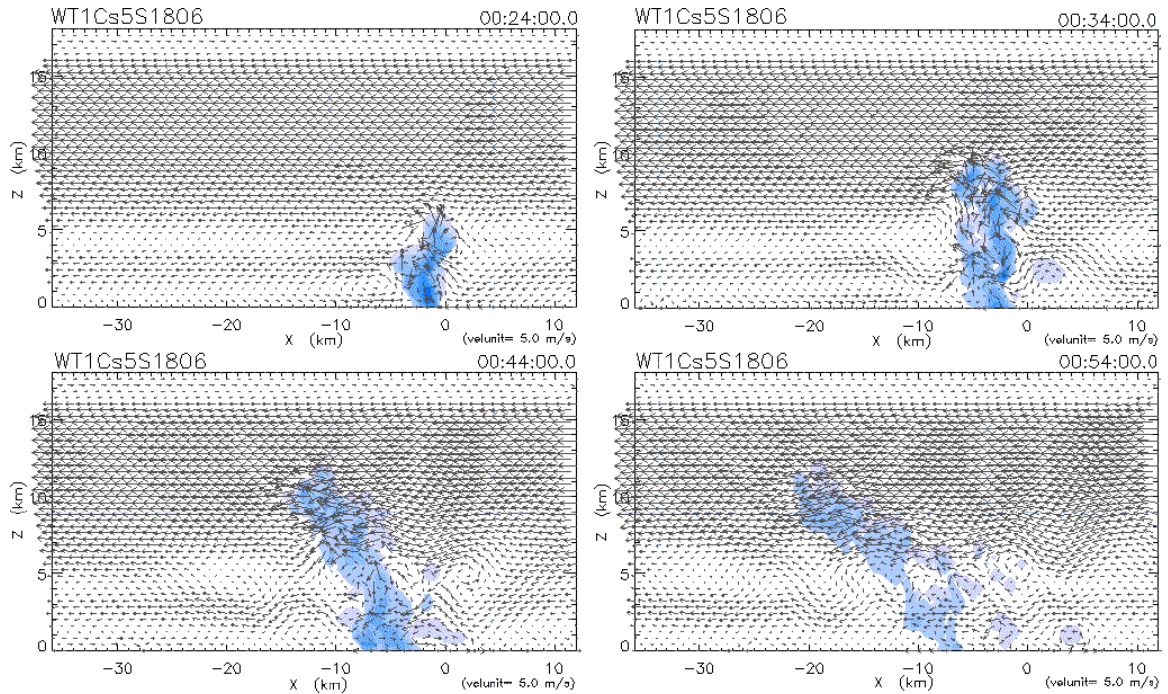 WT1Cs5S1806 00:24:00.0
15
10
5
0
Z (km)
-30 -20 -10 0 10
X (km) (velunit= 5.0 m/s)
WT1Cs5S1806 00:34:00.0
15
10
5
0
Z (km)
-30 -20 -10 0 10
X (km) (velunit= 5.0 m/s)
WT1Cs5S1806 00:44:00.0
15
10
5
0
Z (km)
-30 -20 -10 0 10
X (km) (velunit= 5.0 m/s)
WT1Cs5S1806 00:54:00.0
15
10
5
0
Z (km)
-30 -20 -10 0 10
X (km) (velunit= 5.0 m/s)